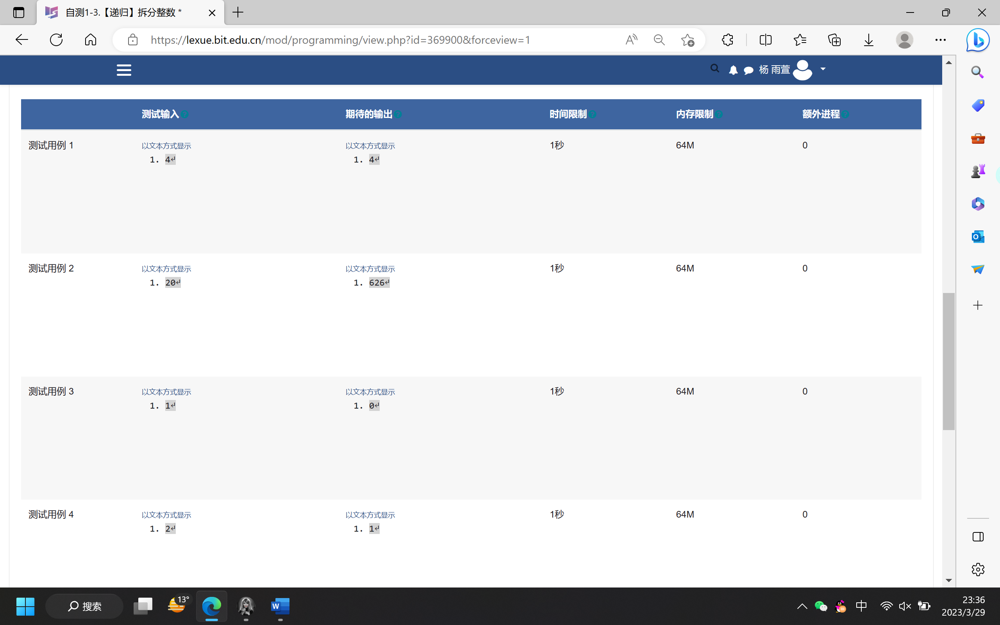 自测1-3.【递归】拆分整数 *
https://lexue.bit.edu.cn/mod/programming/view.php?id=369900&forceview=1
杨 雨萱
测试输入 期待的输出 时间限制 内存限制 额外进程
测试用例 1 以文本方式显示 以文本方式显示 1秒 64M 0
1. 4↵ 1. 4↵
测试用例 2 以文本方式显示 以文本方式显示 1秒 64M 0
1. 20↵ 1. 626↵
测试用例 3 以文本方式显示 以文本方式显示 1秒 64M 0
1. 1↵ 1. 0↵
测试用例 4 以文本方式显示 以文本方式显示 1秒 64M 0
1. 2↵ 1. 1↵
搜索 13° 中 23:36
2023/3/29